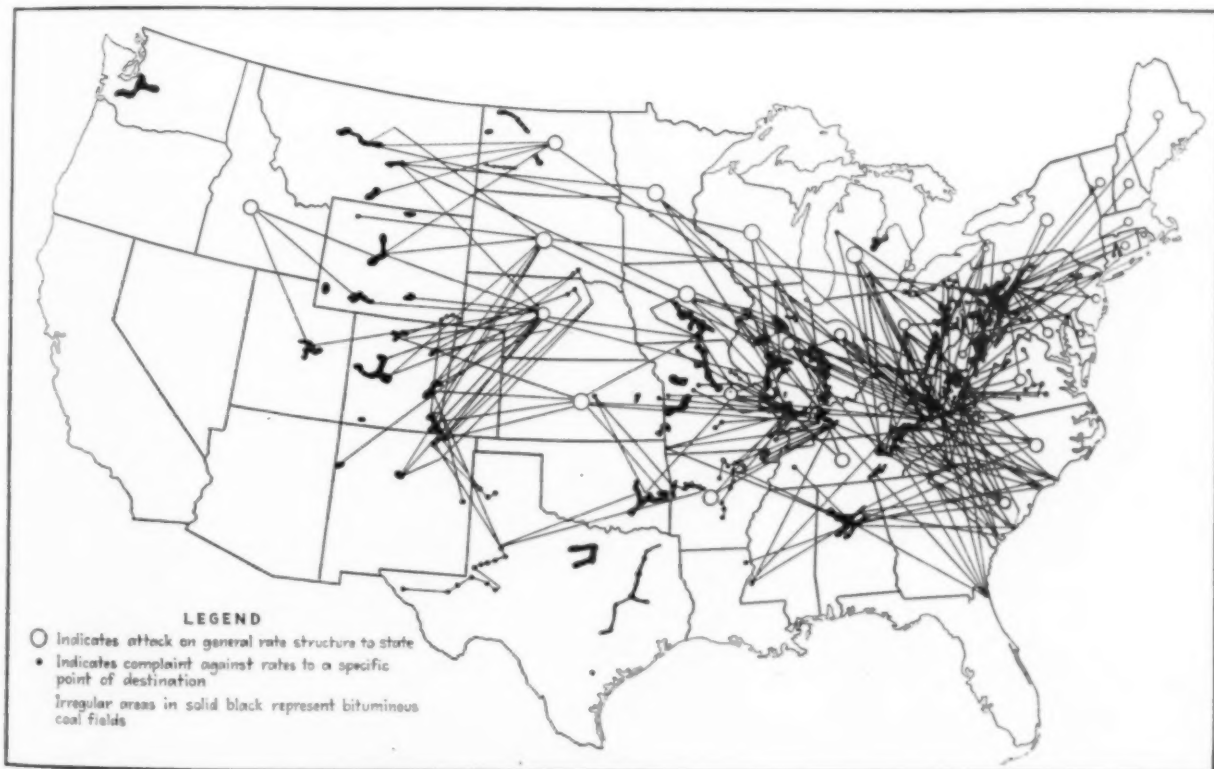 LEGEND
Indicates attack on general rate structure to state
Indicates complaint against rates to a specific
point of destination
Irregular areas in solid black represent bituminous
coal fields